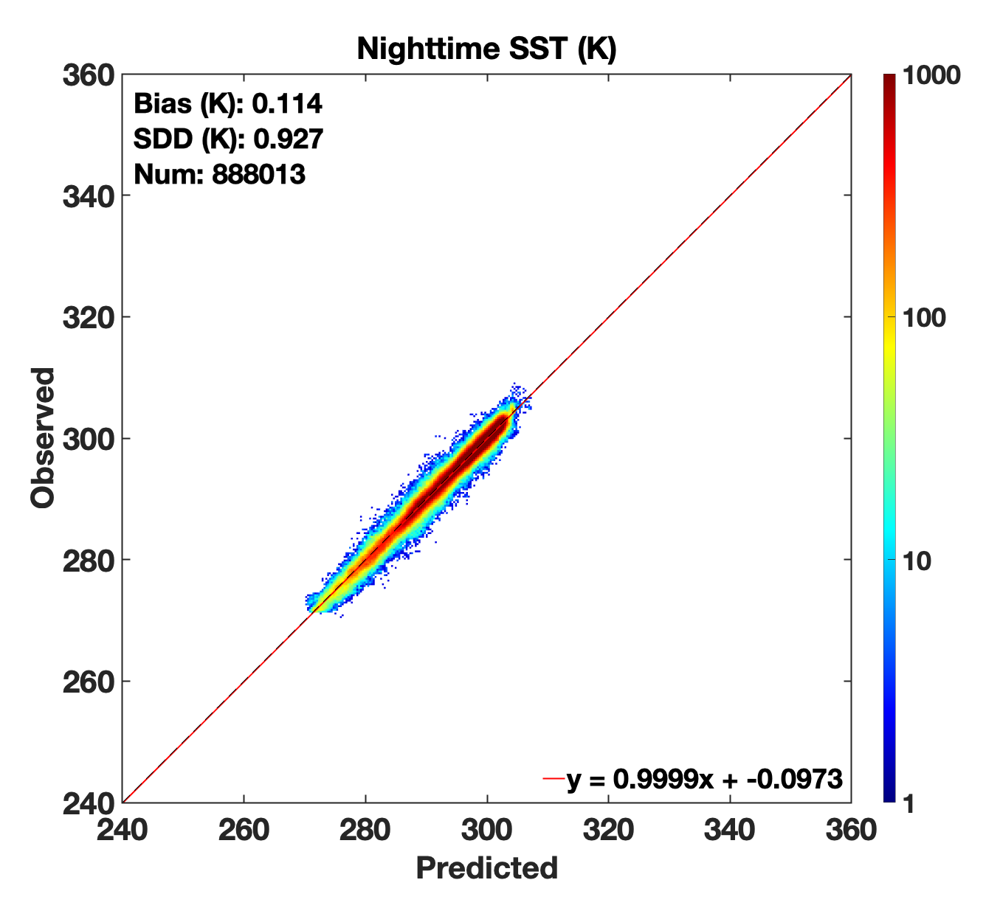 Nighttime SST (K)
Bias (K): 0.114
SDD (K): 0.927
Num: 888013
360
340
320
300
280
260
240
Observed
240 260 280 300 320 340 360
Predicted
y = 0.9999x + -0.0973
1000
100
10
1